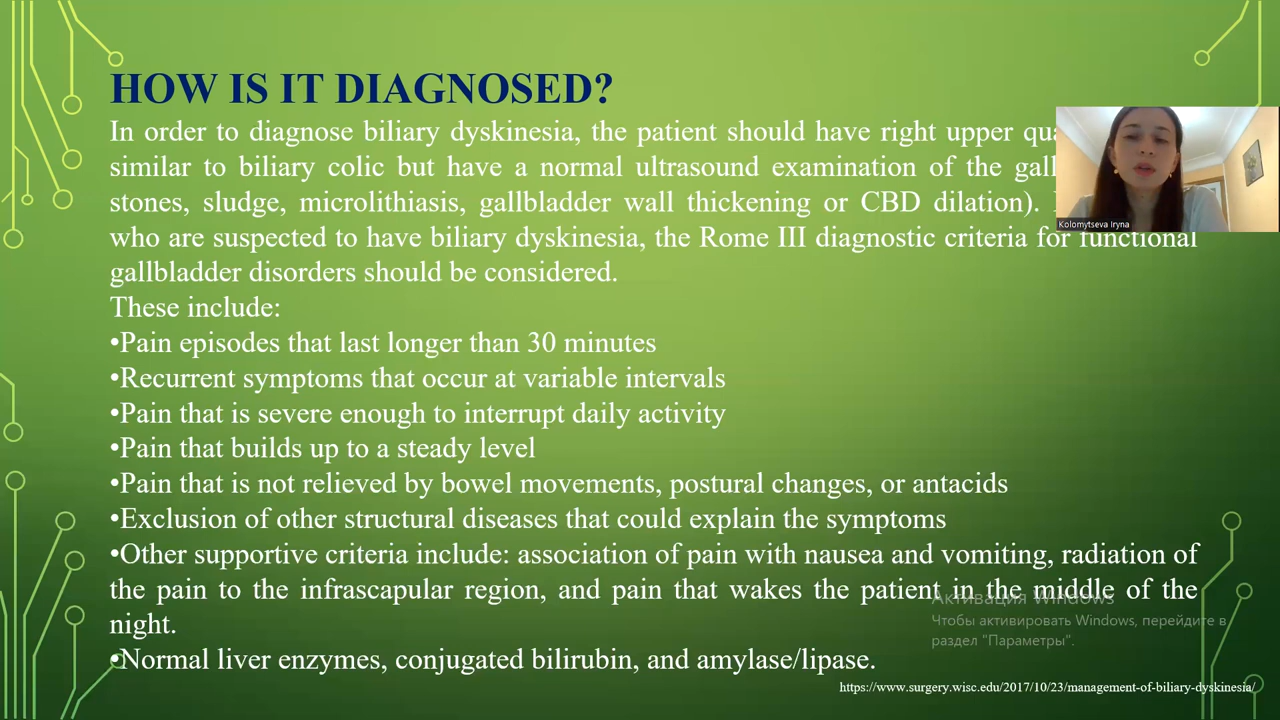 HOW IS IT DIAGNOSED?
In order to diagnose biliary dyskinesia, the patient should have right upper
similar to biliary colic but have a normal ultrasound examination of the
stones, sludge, microlithiasis, gallbladder wall thickening or CBD dilation).
who are suspected to have biliary dyskinesia, the Rome III diagnostic criteria for functional
gallbladder disorders should be considered.
These include:
•Pain episodes that last longer than 30 minutes
•Recurrent symptoms that occur at variable intervals
•Pain that is severe enough to interrupt daily activity
•Pain that builds up to a steady level
•Pain that is not relieved by bowel movements, postural changes, or antacids
•Exclusion of other structural diseases that could explain the symptoms
•Other supportive criteria include: association of pain with nausea and vomiting, radiation of
the pain to the infrascapular region, and pain that wakes the patient in the middle of the
night.
•Normal liver enzymes, conjugated bilirubin, and amylase/lipase.
https://www.surgery.wisc.edu/2017/10/23/management-of-biliary-dyskinesia/
Kolomytseva Iryna
Активация Windows
Чтобы активировать Windows, перейдите в
раздел "Параметры".